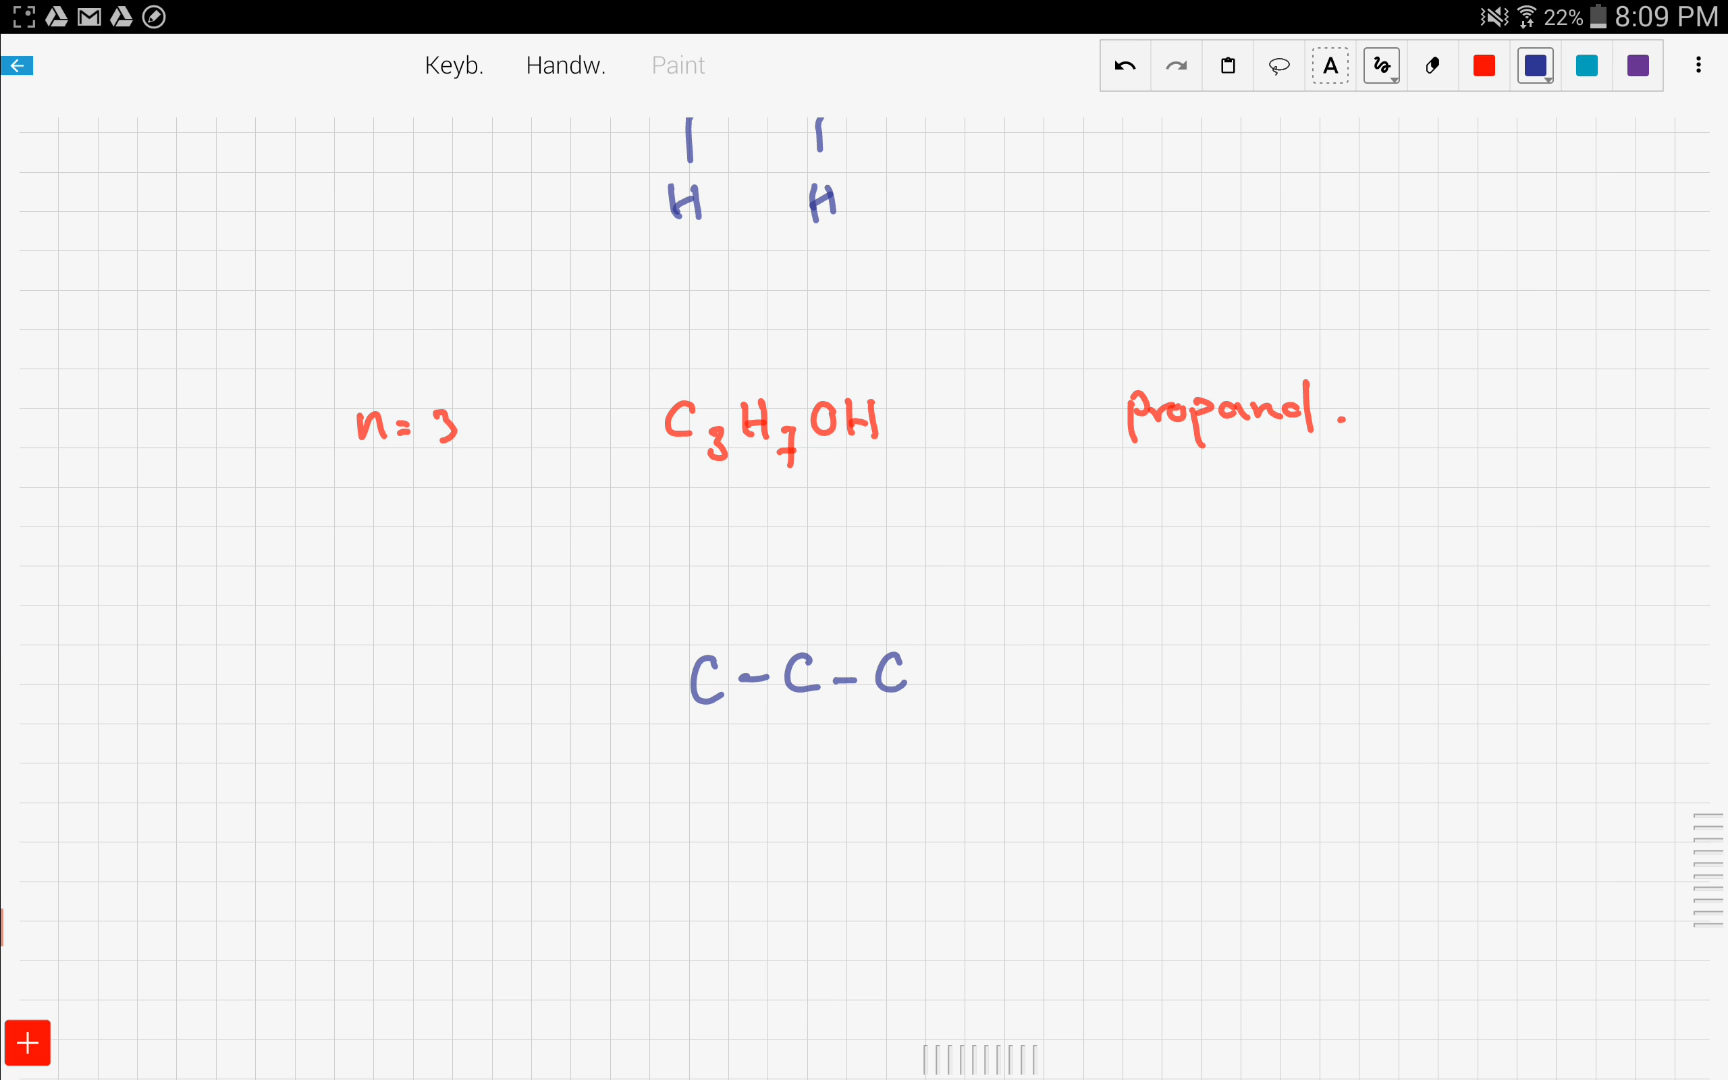 22% 8:09 PM
Keyb. Handw. Paint A
H H
n = 3 C3H7OH propanol.
C - C - C